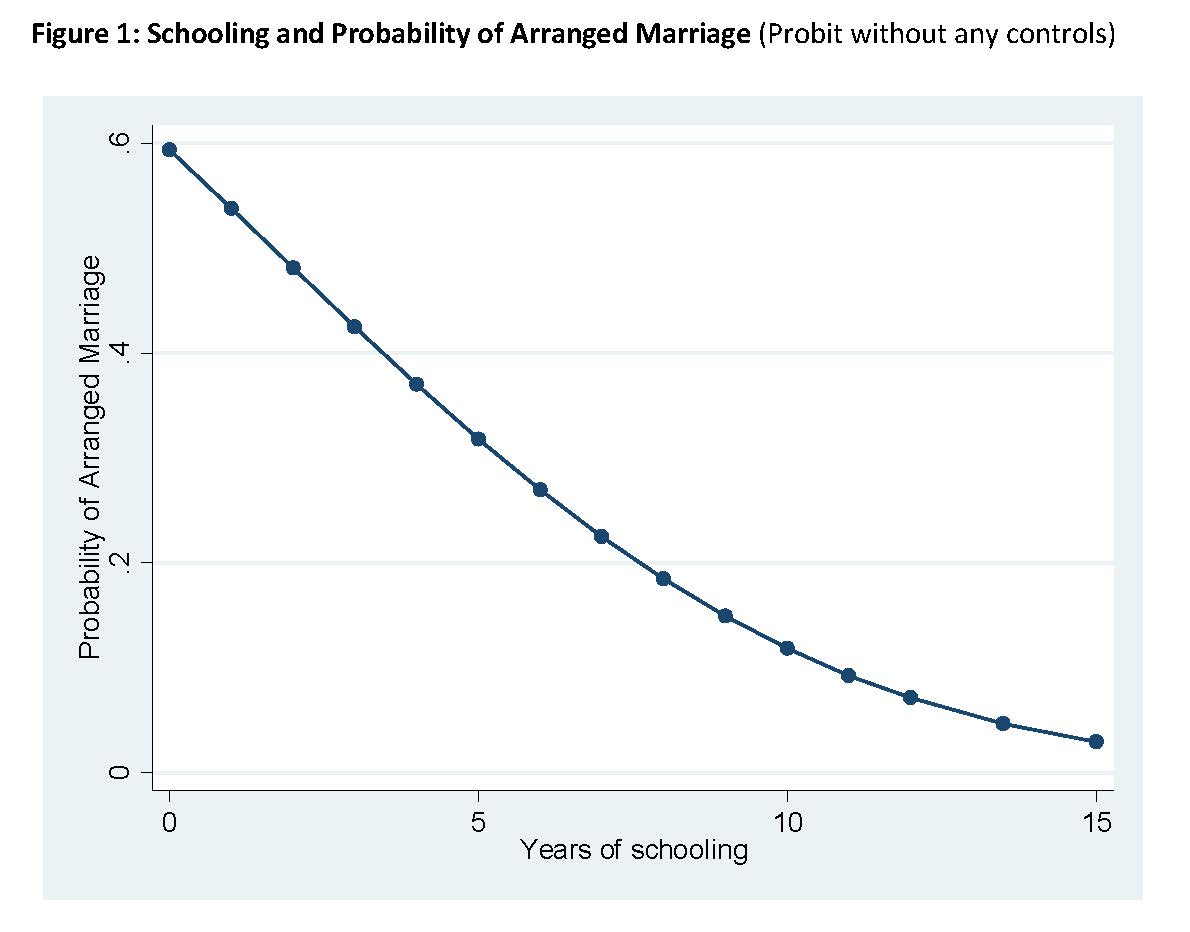 Figure 1: Schooling and Probability of Arranged Marriage (Probit without any controls)
Probability of Arranged Marriage
.6
.4
.2
0
0 5 10 15
Years of schooling